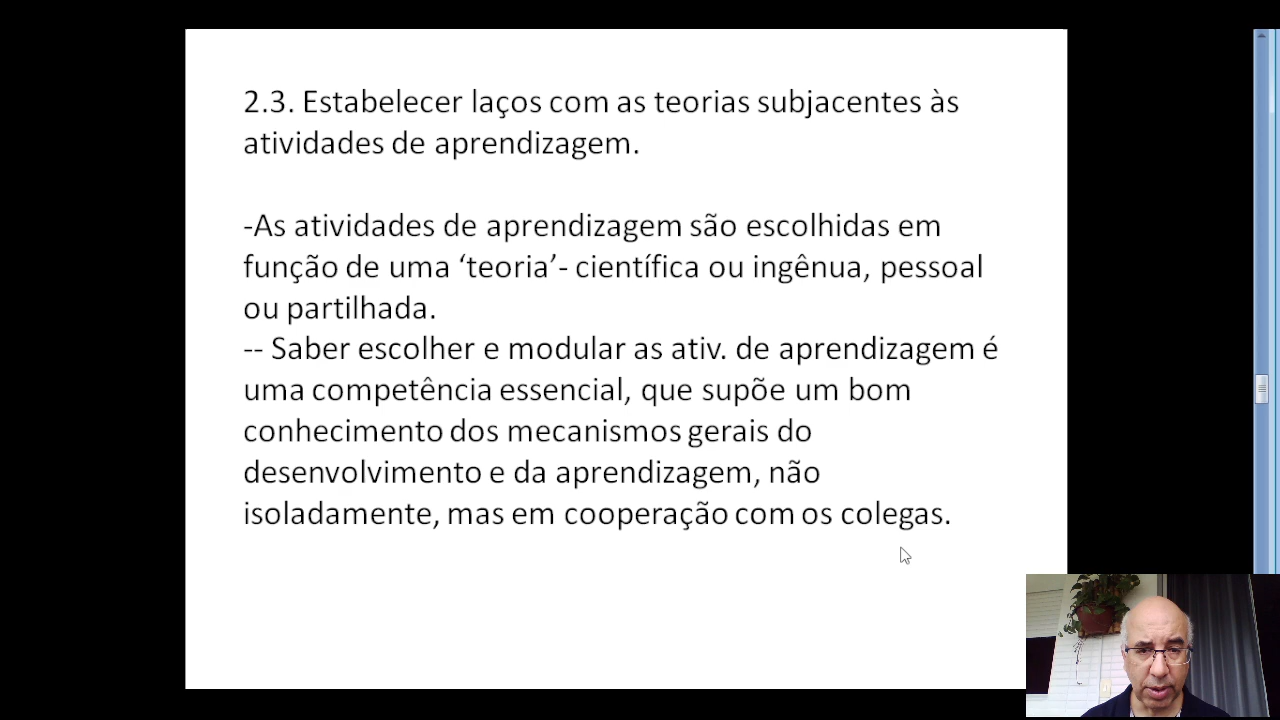 2.3. Estabelecer laços com as teorias subjacentes às
atividades de aprendizagem.
-As atividades de aprendizagem são escolhidas em
função de uma ‘teoria’- científica ou ingênua, pessoal
ou partilhada.
-- Saber escolher e modular as ativ. de aprendizagem é
uma competência essencial, que supõe um bom
conhecimento dos mecanismos gerais do
desenvolvimento e da aprendizagem, não
isoladamente, mas em cooperação com os colegas.